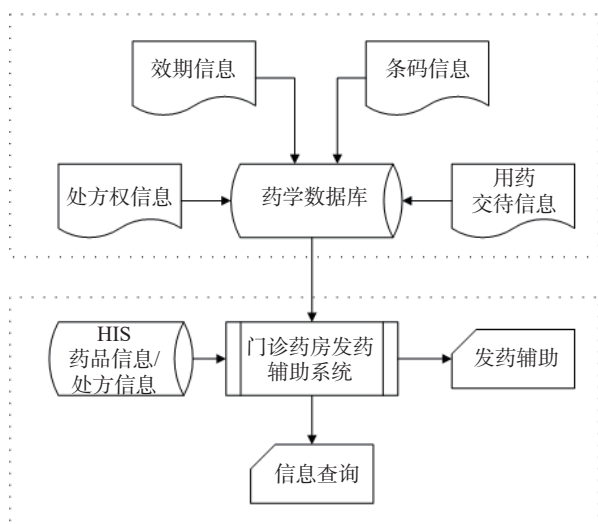 效期信息
条码信息
处方权信息
药学数据库
用药
交待信息
HIS
药品信息/
处方信息
门诊药房发药
辅助系统
发药辅助
信息查询